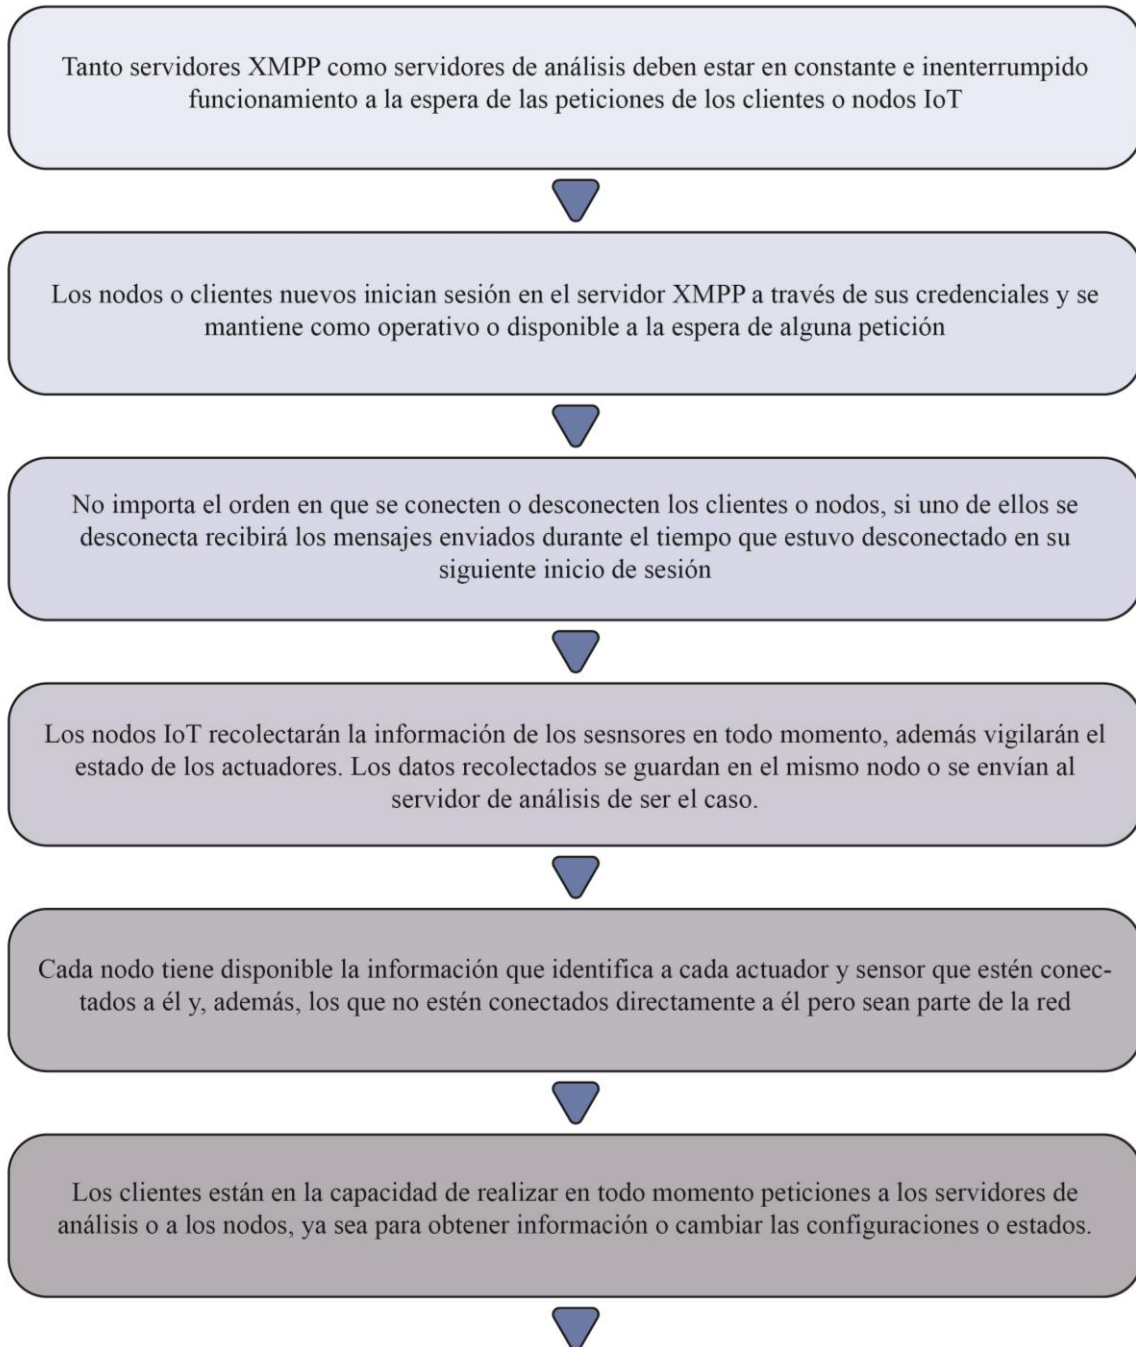 Tanto servidores XMPP como servidores de análisis deben estar en constante e inenterrumpido
funcionamiento a la espera de las peticiones de los clientes o nodos IoT
Los nodos o clientes nuevos inician sesión en el servidor XMPP a través de sus credenciales y se
mantiene como operativo o disponible a la espera de alguna petición
No importa el orden en que se conecten o desconecten los clientes o nodos, si uno de ellos se
desconecta recibirá los mensajes enviados durante el tiempo que estuvo desconectado en su
siguiente inicio de sesión
Los nodos IoT recolectarán la información de los sesnsores en todo momento, además vigilarán el
estado de los actuadores. Los datos recolectados se guardan en el mismo nodo o se envían al
servidor de análisis de ser el caso.
Cada nodo tiene disponible la información que identifica a cada actuador y sensor que estén conec-
tados a él y, además, los que no estén conectados directamente a él pero sean parte de la red
Los clientes están en la capacidad de realizar en todo momento peticiones a los servidores de
análisis o a los nodos, ya sea para obtener información o cambiar las configuraciones o estados.